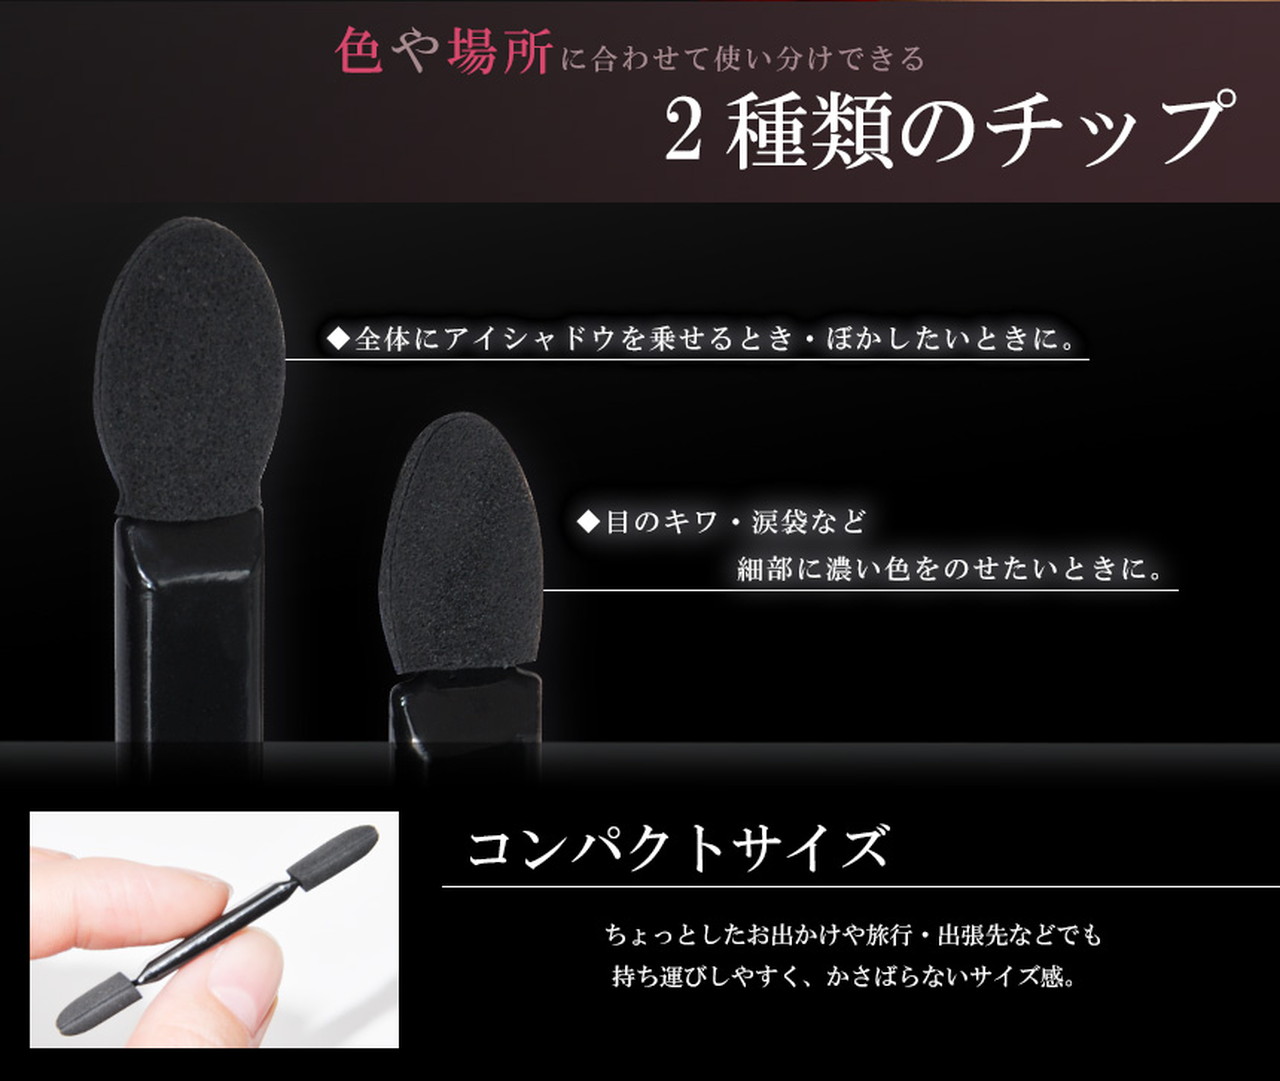 色や場所に合わせて使い分けできる
2種類のチップ
◆全体にアイシャドウを乗せるとき・ぼかしたいときに。
◆目のキワ・涙袋など
細部に濃い色をのせたいときに。
コンパクトサイズ
ちょっとしたお出かけや旅行・出張先などでも
持ち運びしやすく、かさばらないサイズ感。